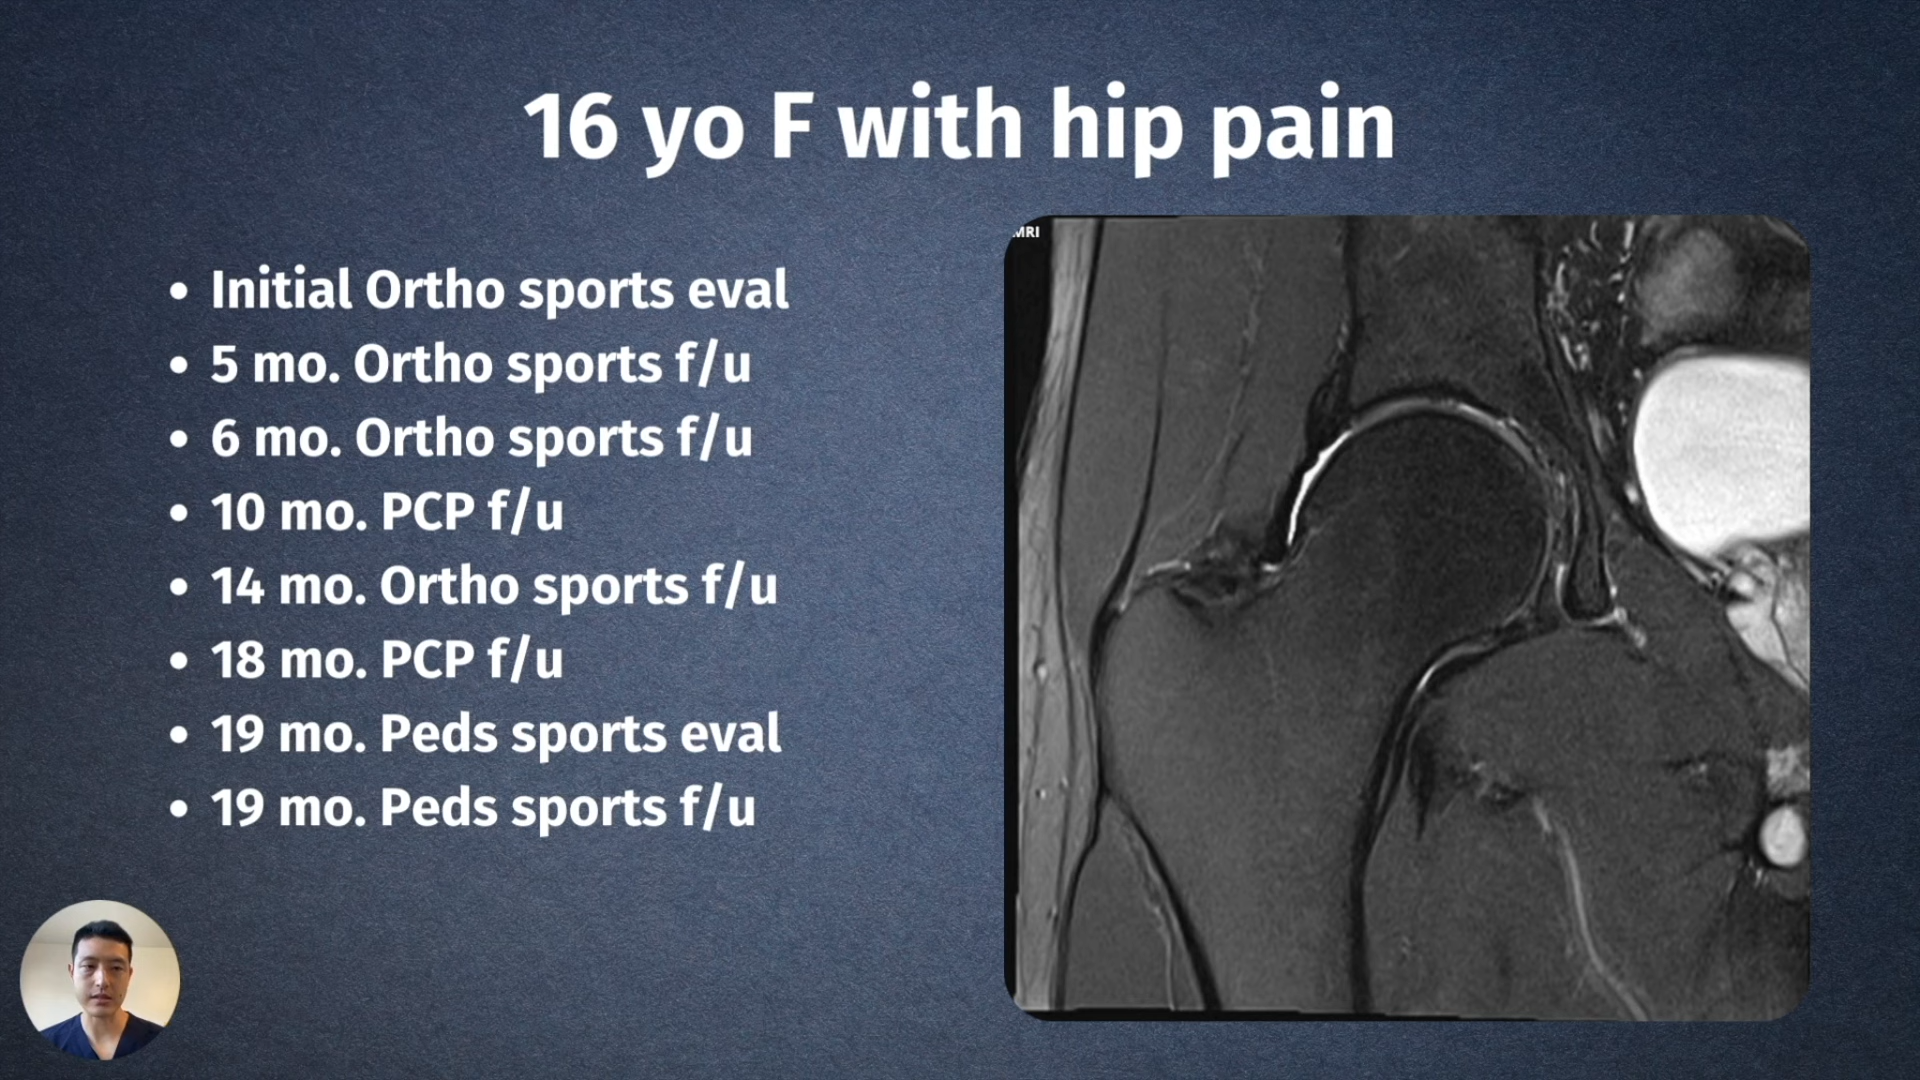 16 yo F with hip pain
MRI
• Initial Ortho sports eval
• 5 mo. Ortho sports f/u
• 6 mo. Ortho sports f/u
• 10 mo. PCP f/u
• 14 mo. Ortho sports f/u
• 18 mo. PCP f/u
• 19 mo. Peds sports eval
• 19 mo. Peds sports f/u